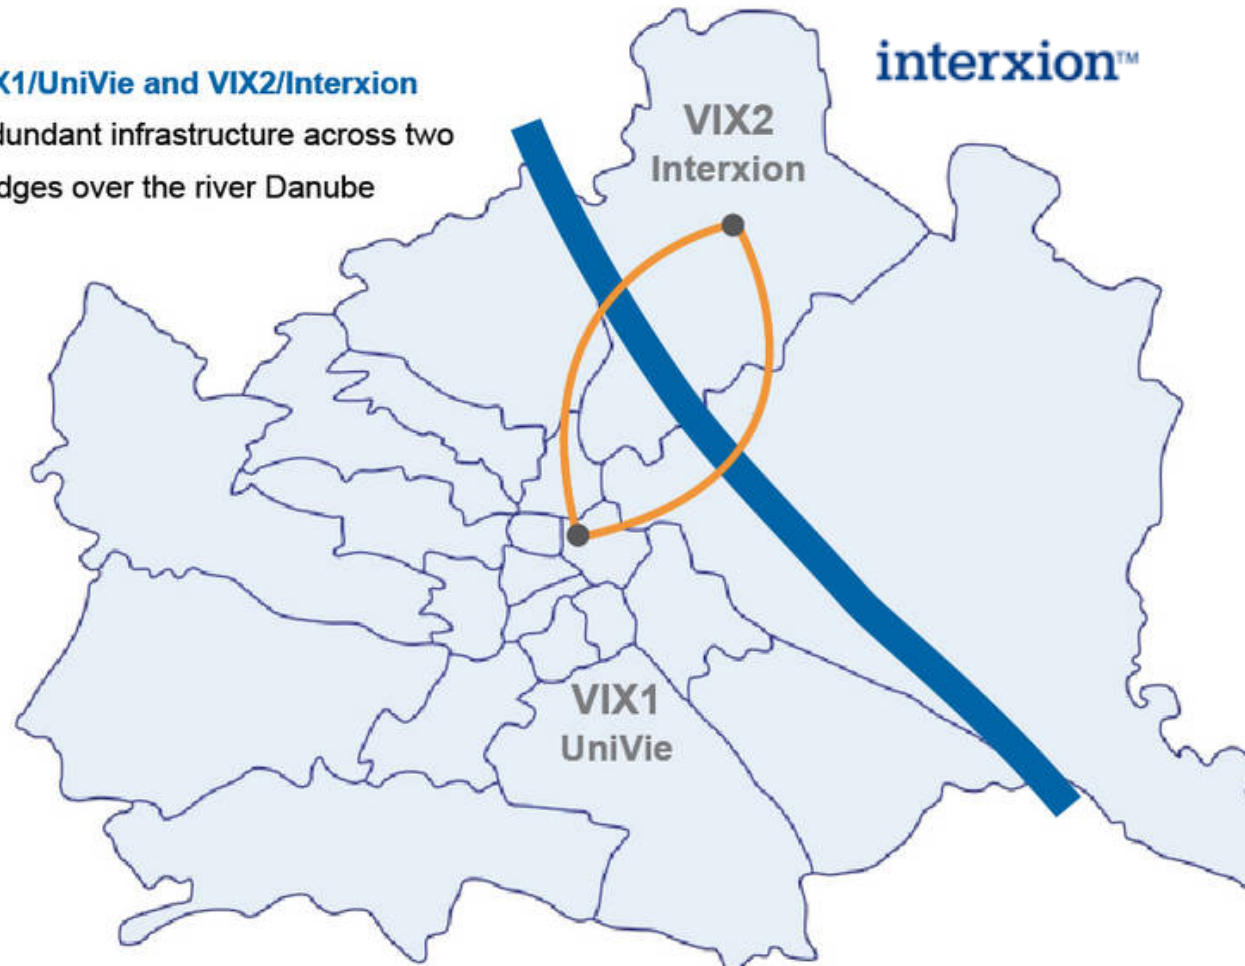 X1/UniVie and VIX2/Interxion
dundant infrastructure across two
dges over the river Danube
interxion™
VIX2
Interxion
VIX1
UniVie